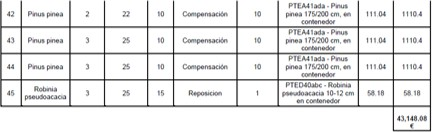 42 Pinus pinea 2 22 10 Compensación 10 PTEA41ada - Pinus pinea 175/200 cm, en contenedor 111.04 1110.4
43 Pinus pinea 3 25 10 Compensación 10 PTEA41ada - Pinus pinea 175/200 cm, en contenedor 111.04 1110.4
44 Pinus pinea 3 25 10 Compensación 10 PTEA41ada - Pinus pinea 175/200 cm, en contenedor 111.04 1110.4
45 Robinia pseudoacacia 3 25 15 Reposicion 1 PTED40abc - Robinia pseudoacacia 10-12 cm en contenedor 58.18 58.18
43,148.08 €